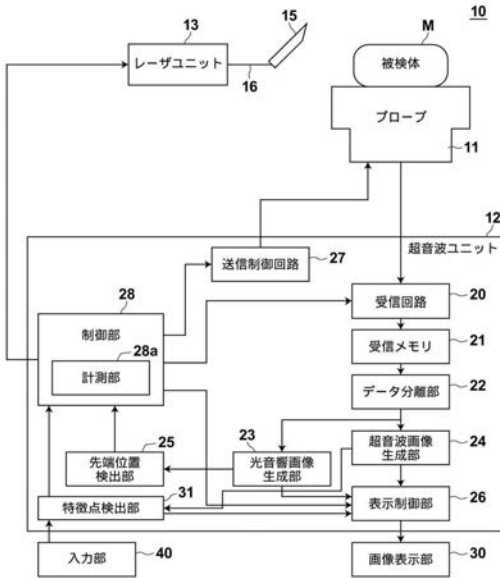 10
13
15
M
レーザユニット
16
被検体
プローブ
11
12
超音波ユニット
送信制御回路
27
28
制御部
28a
計測部
受信回路
20
受信メモリ
21
データ分離部
22
25
先端位置
検出部
23
光音響画像
生成部
超音波画像
生成部
24
31
特徴点検出部
表示制御部
26
入力部
40
画像表示部
30